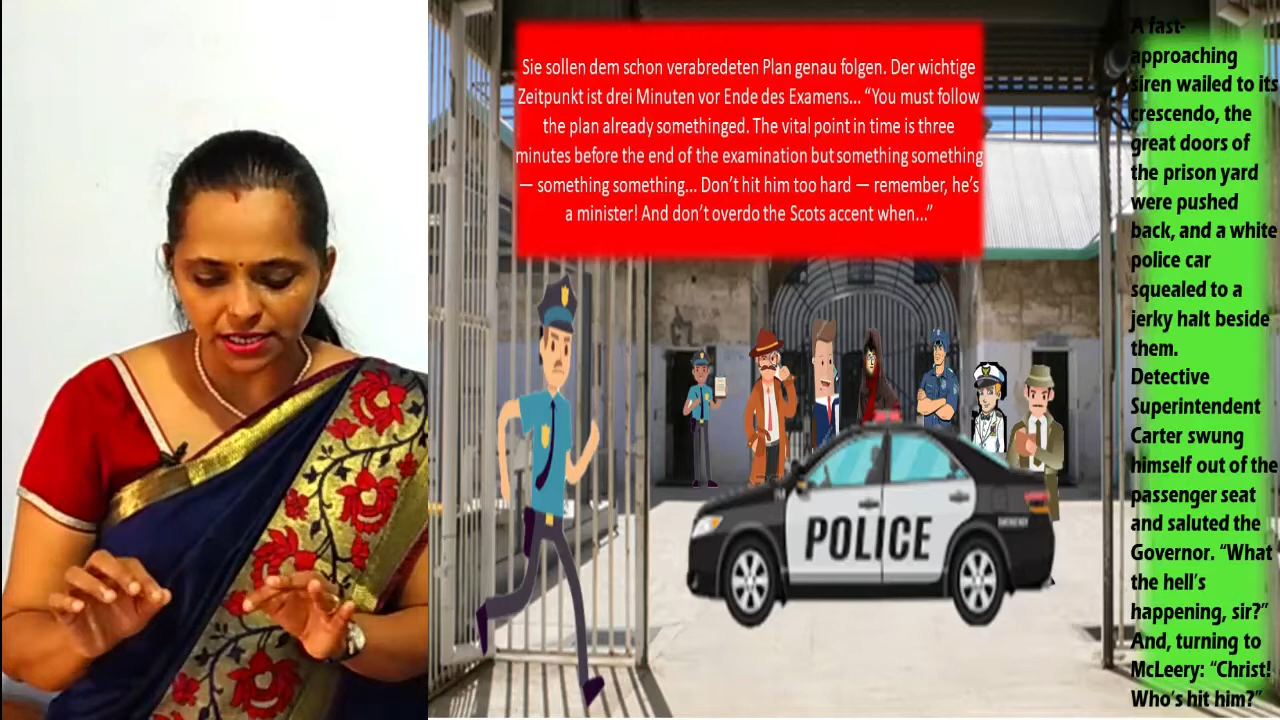 Sie sollen dem schon verabredeten Plan genau folgen. Der wichtige
Zeitpunkt ist drei Minuten vor Ende des Examens... “You must follow
the plan already somethinged. The vital point in time is three
minutes before the end of the examination but something something
— something something... Don’t hit him too hard — remember, he’s
a minister! And don’t overdo the Scots accent when...”
A fast-
approaching
siren wailed to its
crescendo, the
great doors of
the prison yard
were pushed
back, and a white
police car
squealed to a
jerky halt beside
them.
Detective
Superintendent
Carter swung
himself out of the
passenger seat
and saluted the
Governor. “What
the hell’s
happening, sir?”
And, turning to
McLeery: “Christ!
Who’s hit him?”
POLICE